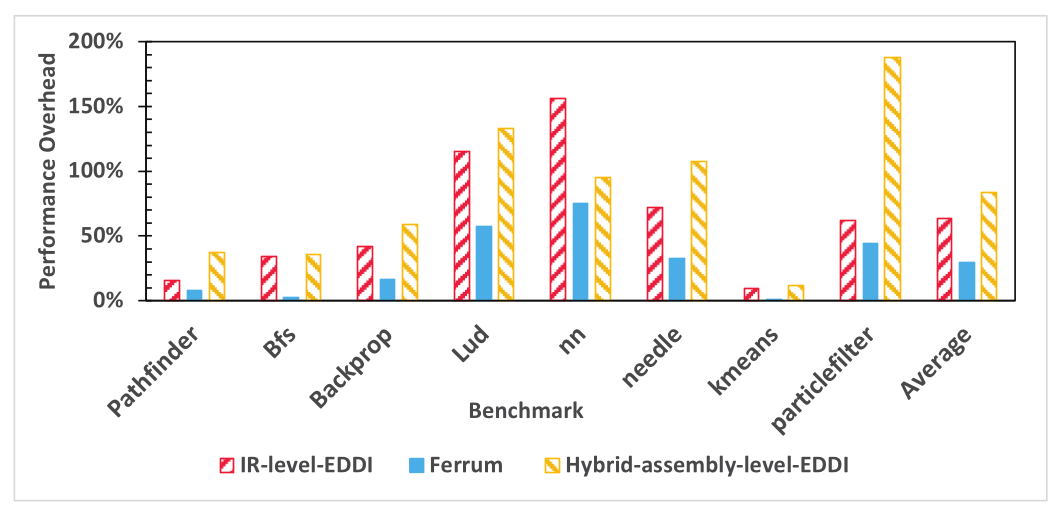 200%
150%
100%
50%
0%
Performance Overhead
Pathfinder
Bfs
Backprop
Lud
nn
needle
kmeans
particlefilter
Average
Benchmark
IR-level-EDDI
Ferrum
Hybrid-assembly-level-EDDI